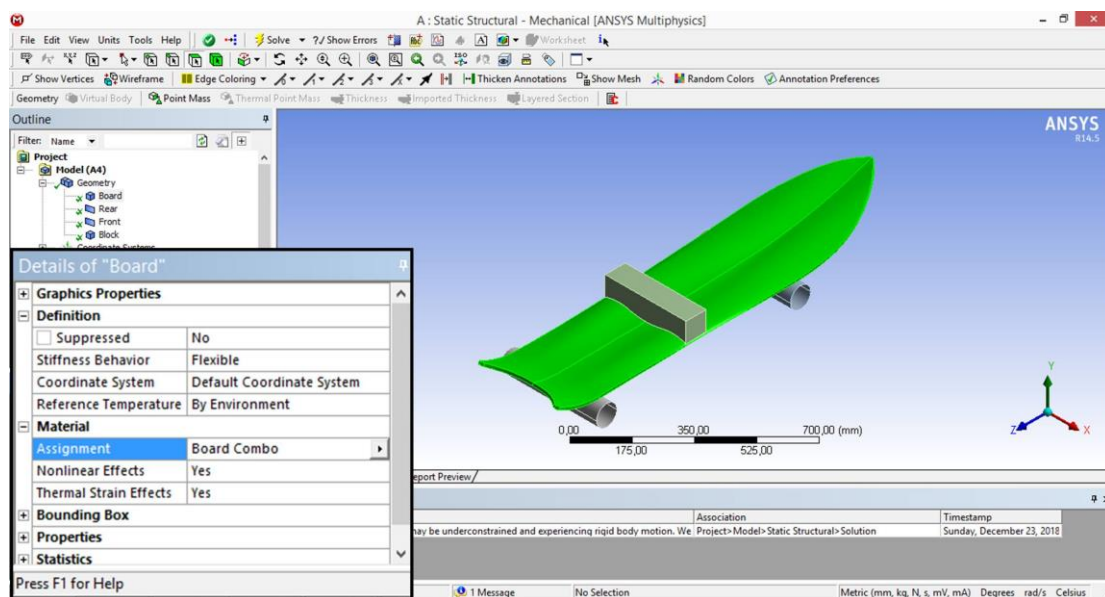 A : Static Structural - Mechanical [ANSYS Multiphysics]
File Edit View Units Tools Help Solve ?/ Show Errors Worksheet
Show Vertices Wireframe Edge Coloring Thicken Annotations Show Mesh Random Colors Annotation Preferences
Geometry Virtual Body Point Mass Thermal Point Mass Thickness Imported Thickness Layered Section
Outline
Filter: Name
Project
Model (A4)
Geometry
Board
Rear
Front
Block
Coordinate Systems
ANSYS
R14.5
Details of "Board"
Graphics Properties
Definition
Suppressed No
Stiffness Behavior Flexible
Coordinate System Default Coordinate System
Reference Temperature By Environment
Material
Assignment Board Combo
Nonlinear Effects Yes
Thermal Strain Effects Yes
Bounding Box
Properties
Statistics
Press F1 for Help
Y
Z X
0,00 350,00 700,00 (mm)
175,00 525,00
eport Preview
Association Timestamp
may be underconstrained and experiencing rigid body motion. We Project>Model>Static Structural>Solution Sunday, December 23, 2018
1 Message No Selection Metric (mm, kg, N, s, mV, mA) Degrees rad/s Celsius